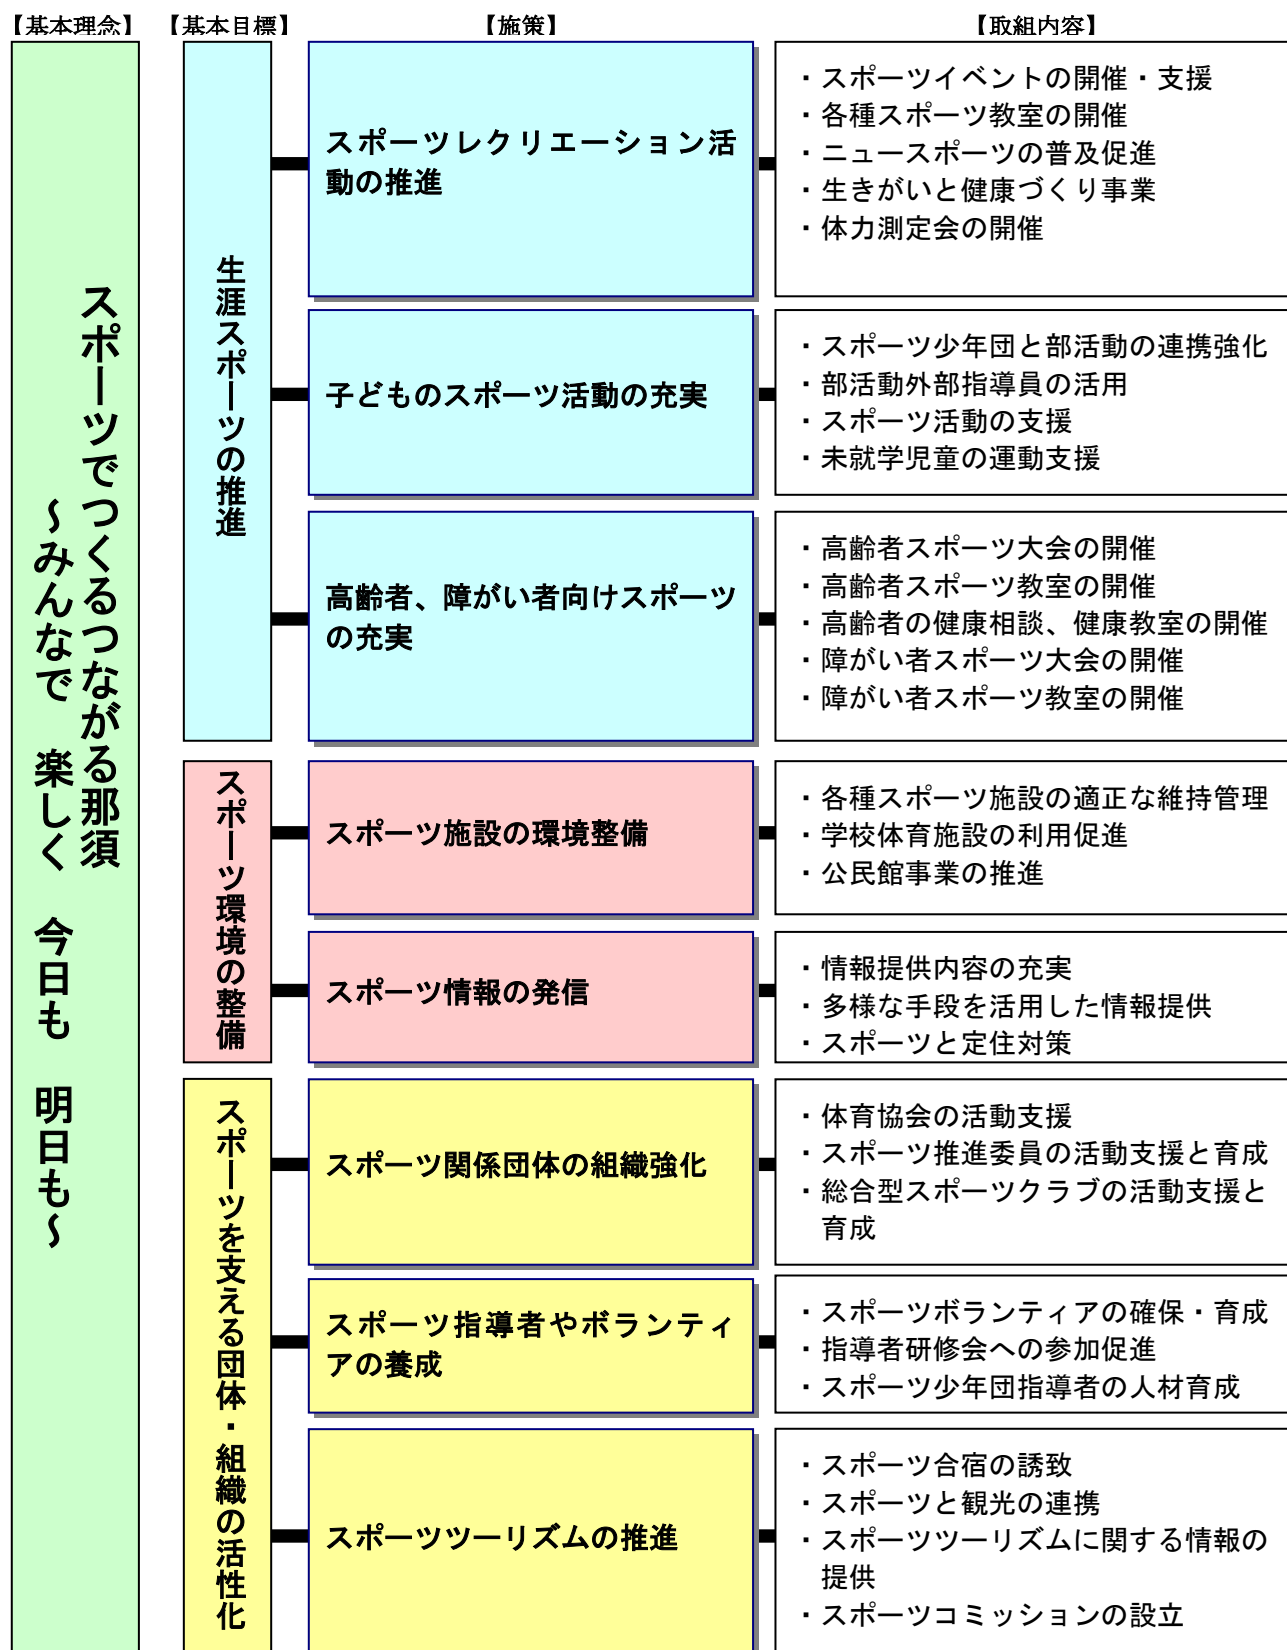 【基本理念】
【基本目標】
【施策】
【取組内容】
スポーツでつくるつながる那須
～みんなで　楽しく　今日も　明日も～
生涯スポーツの推進
スポーツレクリエーション活
動の推進
・スポーツイベントの開催・支援
・各種スポーツ教室の開催
・ニュースポーツの普及促進
・生きがいと健康づくり事業
・体力測定会の開催
子どものスポーツ活動の充実
・スポーツ少年団と部活動の連携強化
・部活動外部指導員の活用
・スポーツ活動の支援
・未就学児童の運動支援
高齢者、障がい者向けスポーツ
の充実
・高齢者スポーツ大会の開催
・高齢者スポーツ教室の開催
・高齢者の健康相談、健康教室の開催
・障がい者スポーツ大会の開催
・障がい者スポーツ教室の開催
スポーツ環境の整備
スポーツ施設の環境整備
・各種スポーツ施設の適正な維持管理
・学校体育施設の利用促進
・公民館事業の推進
スポーツ情報の発信
・情報提供内容の充実
・多様な手段を活用した情報提供
・スポーツと定住対策
スポーツを支える団体・組織の活性化
スポーツ関係団体の組織強化
・体育協会の活動支援
・スポーツ推進委員の活動支援と育成
・総合型スポーツクラブの活動支援と
育成
スポーツ指導者やボランティ
アの養成
・スポーツボランティアの確保・育成
・指導者研修会への参加促進
・スポーツ少年団指導者の人材育成
スポーツツーリズムの推進
・スポーツ合宿の誘致
・スポーツと観光の連携
・スポーツツーリズムに関する情報の
提供
・スポーツコミッションの設立